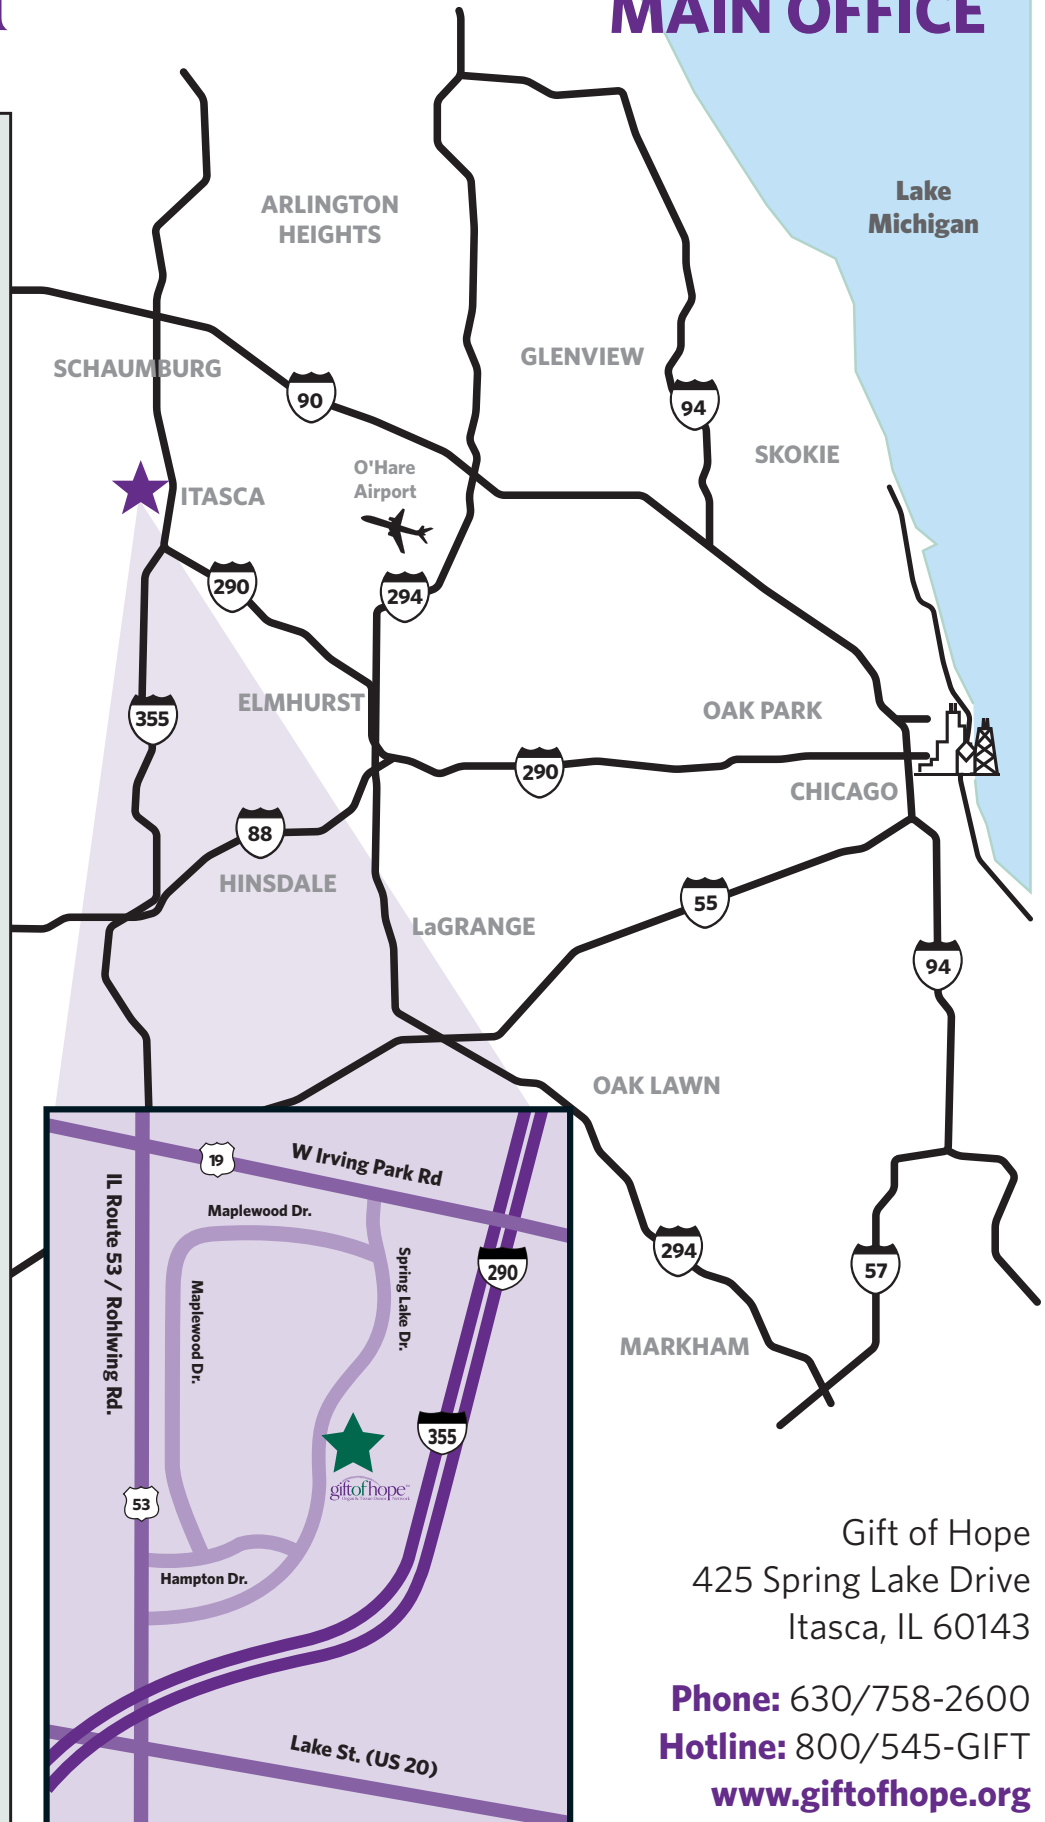 MAIN OFFICE
Lake
Michigan
ARLINGTON
HEIGHTS
SCHAUMBURG
GLENVIEW
90
94
SKOKIE
O'Hare
Airport
ITASCA
290
294
ELMHURST
355
OAK PARK
290
CHICAGO
88
HINSDALE
55
LaGRANGE
94
OAK LAWN
294
57
MARKHAM
19
W Irving Park Rd
IL Route 53 / Rohlwing Rd.
Maplewood Dr.
Maplewood Dr.
Spring Lake Dr.
290
355
giftofhope
53
Hampton Dr.
Lake St. (US 20)
Gift of Hope
425 Spring Lake Drive
Itasca, IL 60143
Phone: 630/758-2600
Hotline: 800/545-GIFT
www.giftofhope.org